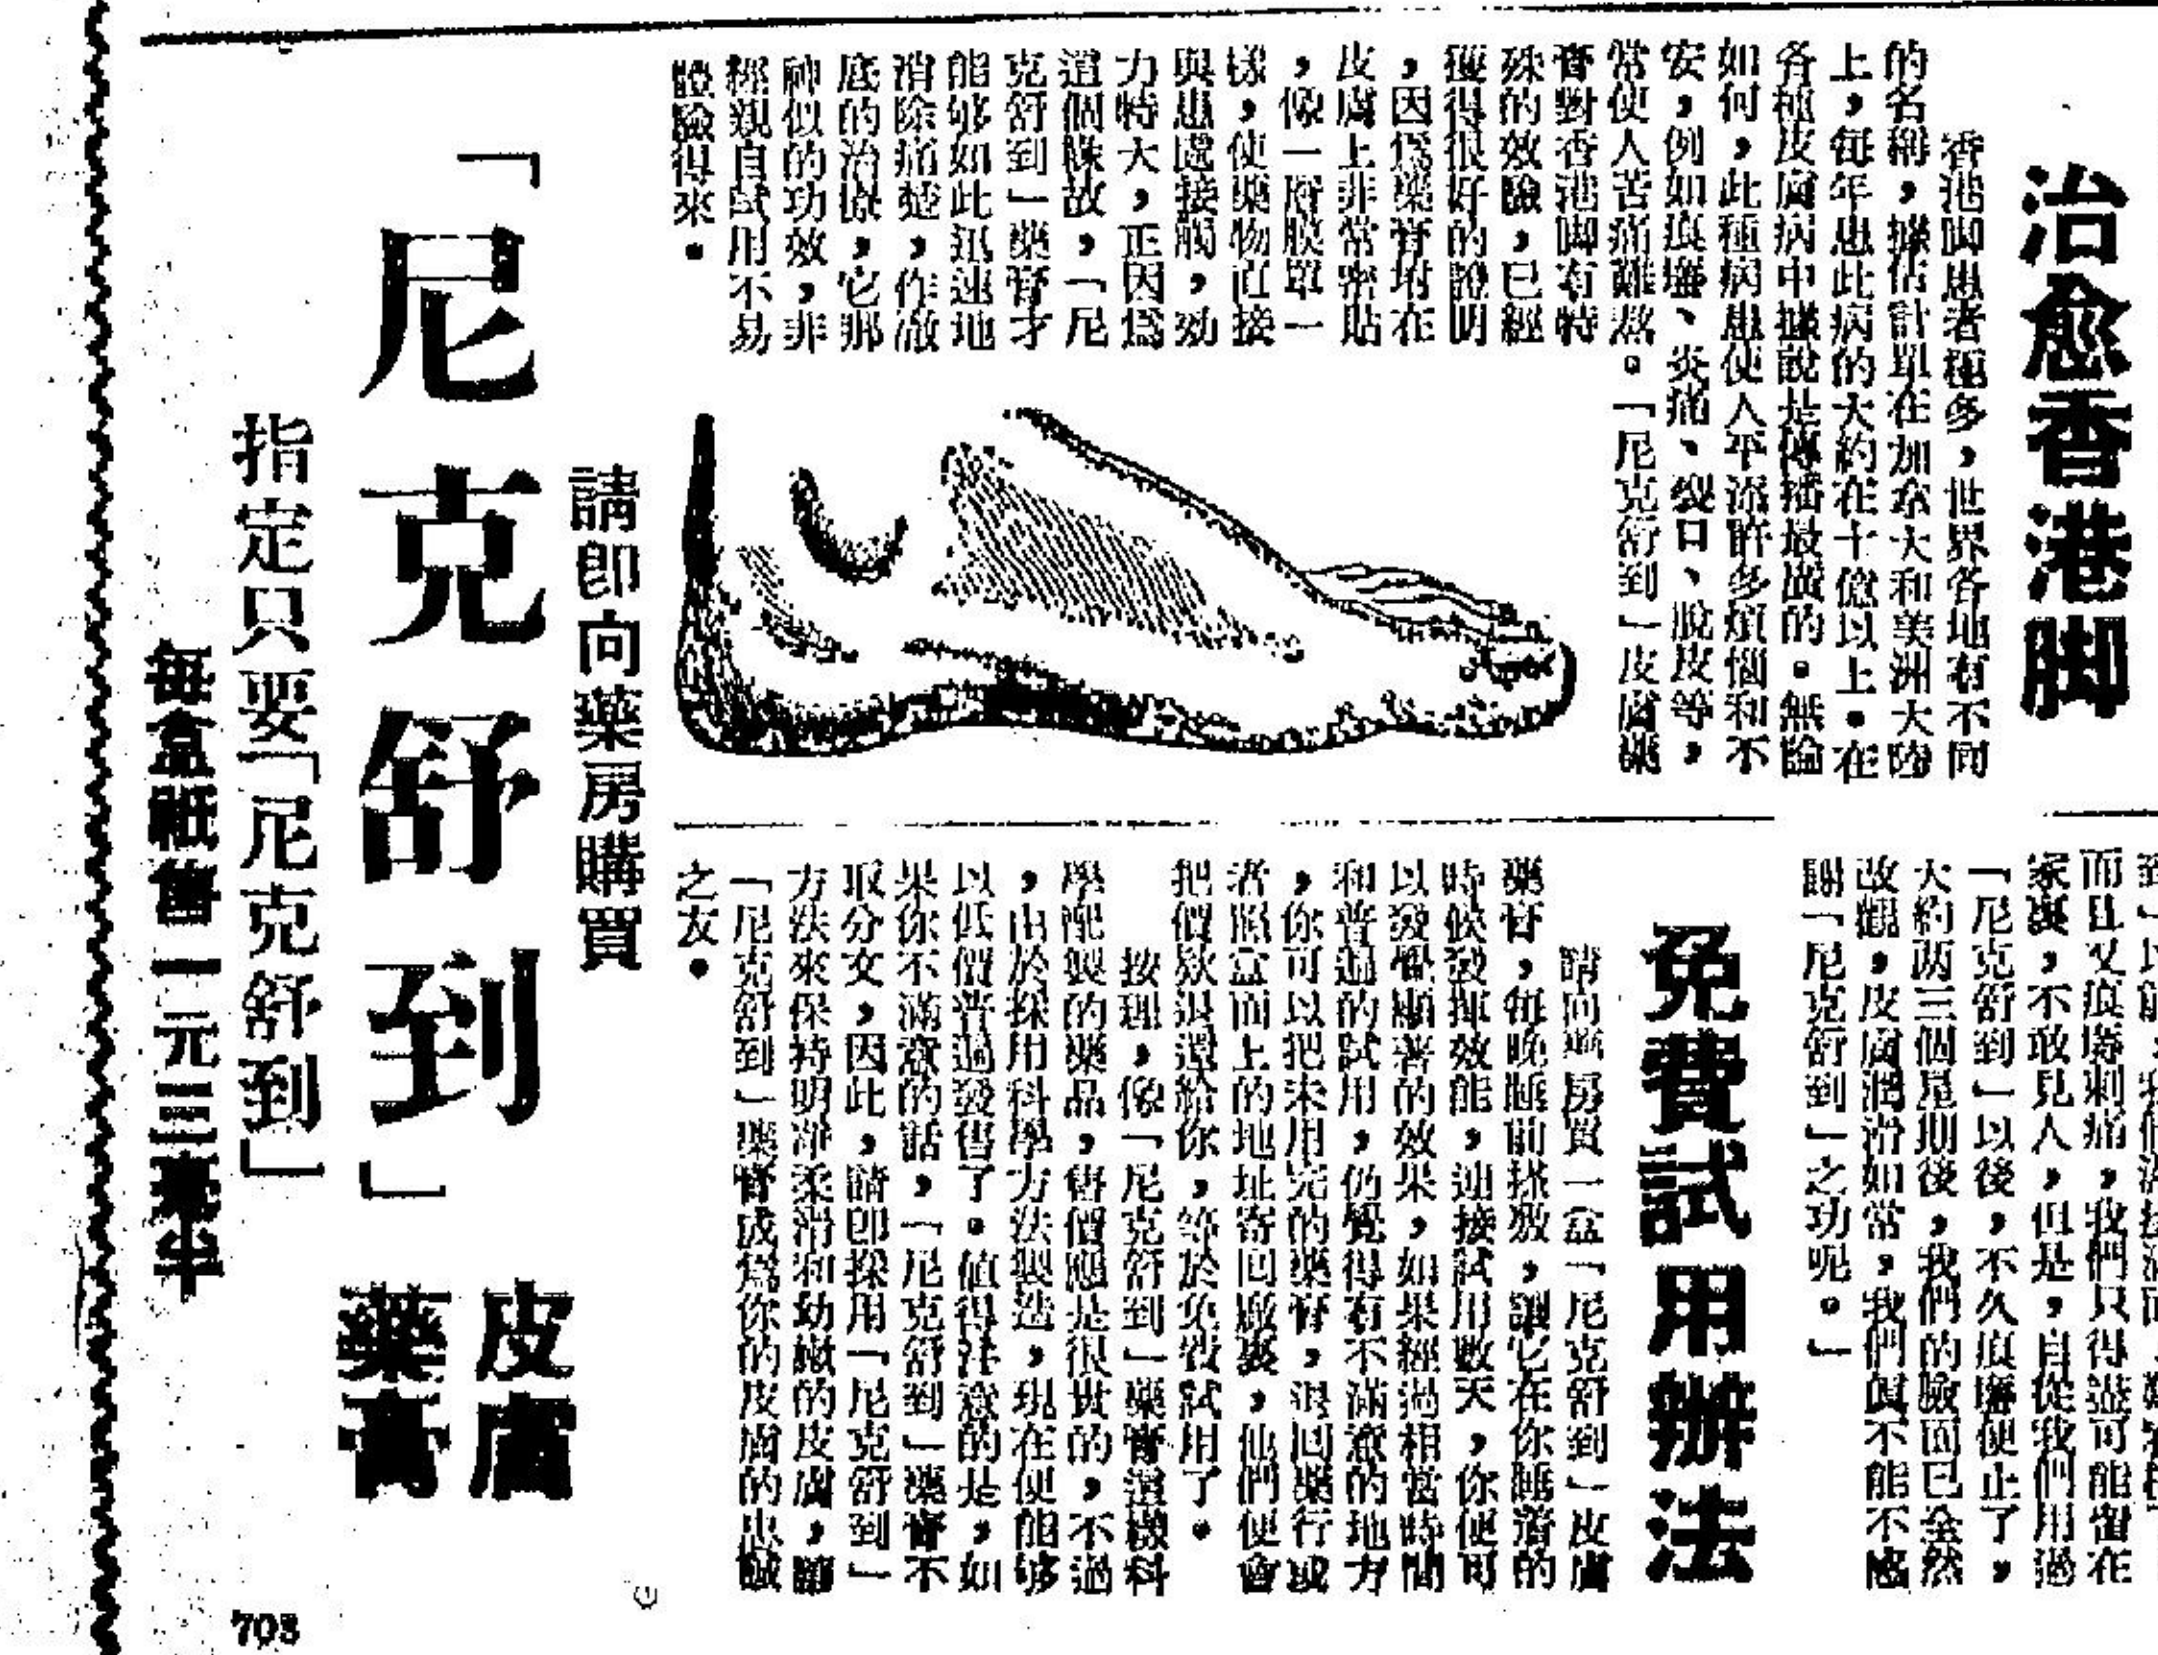 治愈香港脚
香港脚患者極多，世界各地有不同
的名稱，據估計單在加拿大和美洲大陸
上，每年患此病的大約在十億以上。在
各種皮膚病中據說是傳播最廣的。無論
如何，此種病患使人平添許多煩惱和不
安，例如痕癢、炎痛、裂口、脫皮等，
常使人苦痛難熬。「尼克舒到」皮膚藥
膏對香港脚有特
殊的效驗，已經
獲得很好的證明
，因爲藥膏坿在
皮膚上非常密貼
，像一層膜單一
樣，使藥物直接
與患處接觸，効
力特大，正因爲
這個緣故，「尼
克舒到」藥膏才
能够如此迅速地
消除痛楚，作澈
底的治療，它那
神似的功效，非
經親自試用不易
體驗得來。
而且又痕癢刺痛，我們只得盡可能留在
家裏，不敢見人，但是，自從我們用過
「尼克舒到」以後，不久痕癢便止了，
大約两三個星期後，我們的臉面已全然
改觀，皮膚潤滑如常，我們眞不能不感
謝「尼克舒到」之功呢。」
免費試用辦法
請向藥房買一盒「尼克舒到」皮膚
藥膏，每晚睡前搽敷，讓它在你睡着的
時候發揮效能，連接試用數天，你便可
以發覺顯著的效果，如果經過相當時間
和普遍的試用，仍覺得有不滿意的地方
，你可以把未用完的藥膏，退回藥行或
者照盒面上的地址寄回廠裏，他們便會
把價欵退還給你，等於免費試用了。
按理，像「尼克舒到」藥膏這樣科
學配製的藥品，售價應是很貴的，不過
，由於採用科學方法製造，現在便能够
以低價普遍發售了。值得注意的是，如
果你不滿意的話，「尼克舒到」藥膏不
取分文，因此，請卽採用「尼克舒到」
方法來保持明淨柔滑和幼嫩的皮膚，讓
「尼克舒到」藥膏成爲你的皮膚的忠誠
之友。
請卽向藥房購買
「尼克舒到」皮膚藥膏
指定只要「尼克舒到」
每盒祇售一元三毫半
703